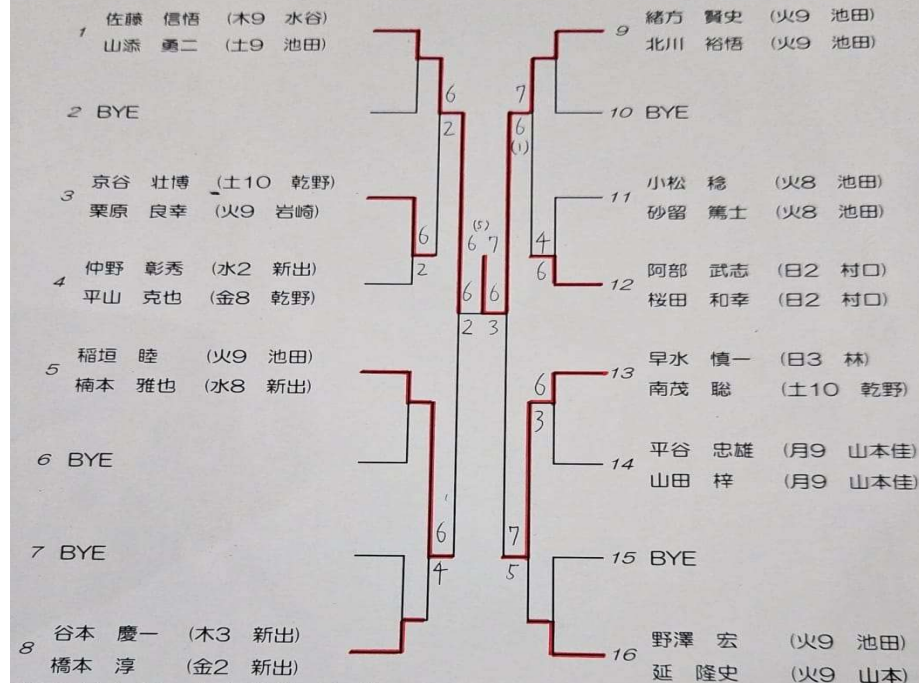 1 佐藤 信悟 (木9 水谷)
山添 勇二 (土9 池田)
2 BYE
3 京谷 壮博 (土10 乾野)
栗原 良幸 (火9 岩崎)
4 仲野 彰秀 (水2 新出)
平山 克也 (金8 乾野)
5 稲垣 睦 (火9 池田)
楠本 雅也 (水8 新出)
6 BYE
7 BYE
8 谷本 慶一 (木3 新出)
橋本 淳 (金2 新出)
6
2
6
2
6
4
6
2
(5)
6 7
6
3
7
6
(1)
4
6
6
3
7
5
9 緒方 賢史 (火9 池田)
北川 裕悟 (火9 池田)
10 BYE
11 小松 稔 (火8 池田)
砂留 篤士 (火8 池田)
12 阿部 武志 (日2 村口)
桜田 和幸 (日2 村口)
13 早水 慎一 (日3 林)
南茂 聡 (土10 乾野)
14 平谷 忠雄 (月9 山本佳)
山田 梓 (月9 山本佳)
15 BYE
16 野澤 宏 (火9 池田)
延 隆史 (火9 山本)